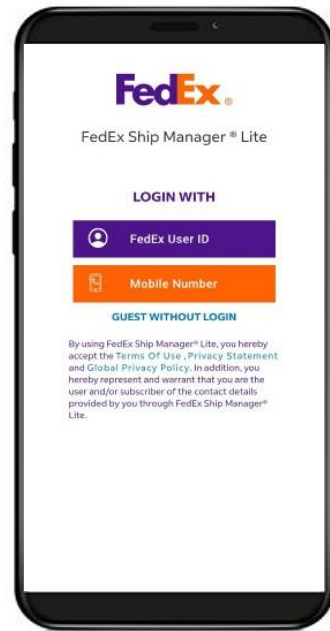 FedEx®
FedEx Ship Manager ® Lite
LOGIN WITH
FedEx User ID
Mobile Number
GUEST WITHOUT LOGIN
By using FedEx Ship Manager® Lite, you hereby
accept the Terms Of Use , Privacy Statement
and Global Privacy Policy. In addition, you
hereby represent and warrant that you are the
user and/or subscriber of the contact details
provided by you through FedEx Ship Manager®
Lite.